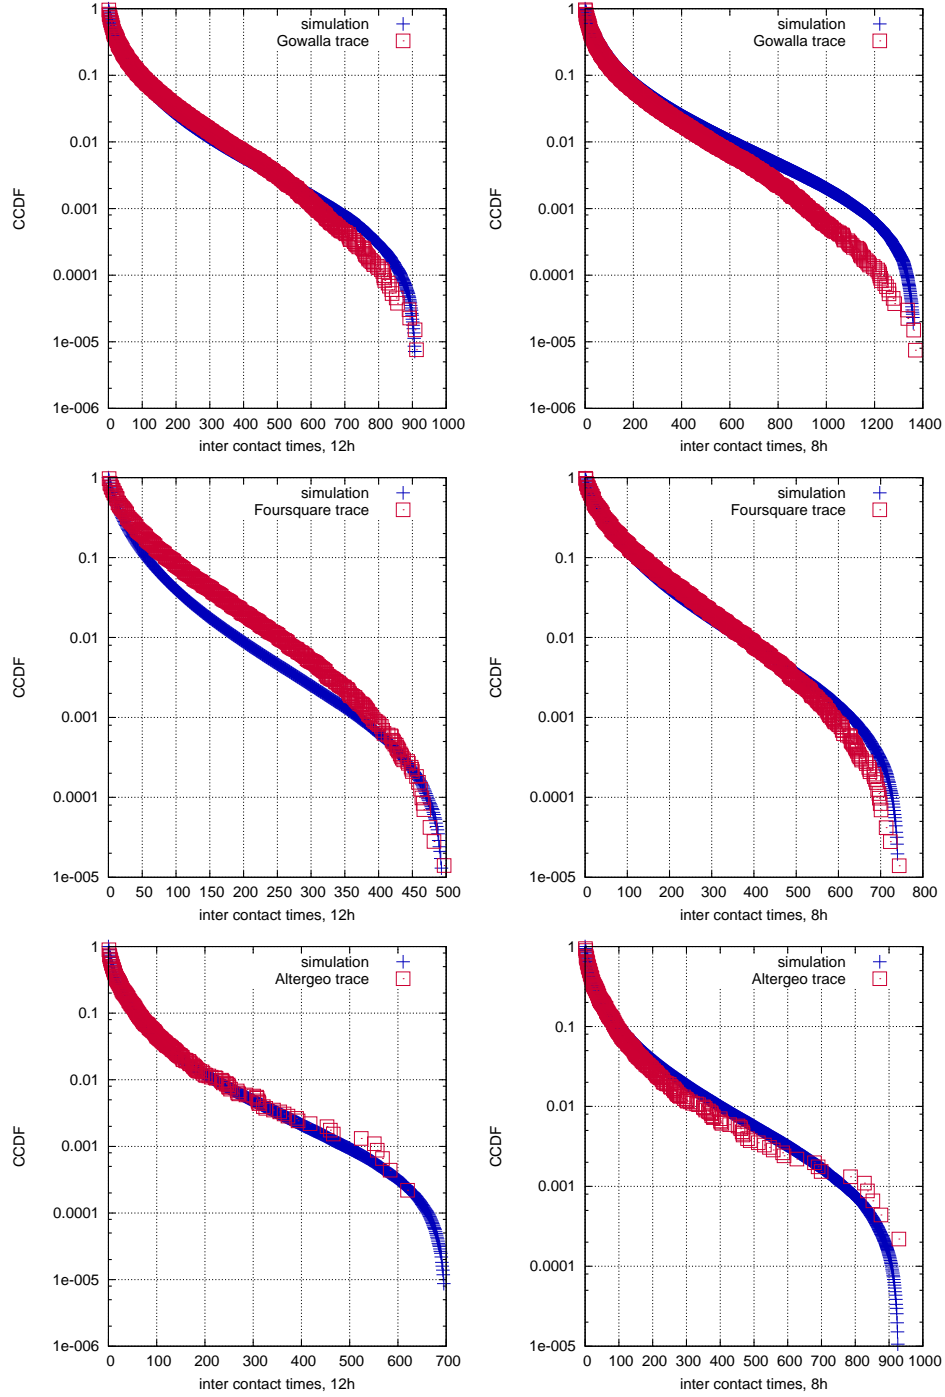 1
0.1
0.01
0.001
0.0001
1e-005
1e-006
CCDF
simulation
Gowalla trace
0 100 200 300 400 500 600 700 800 900 1000
inter contact times, 12h
1
0.1
0.01
0.001
0.0001
1e-005
1e-006
CCDF
simulation
Gowalla trace
0 200 400 600 800 1000 1200 1400
inter contact times, 8h
1
0.1
0.01
0.001
0.0001
1e-005
CCDF
simulation
Foursquare trace
0 50 100 150 200 250 300 350 400 450 500
inter contact times, 12h
1
0.1
0.01
0.001
0.0001
1e-005
CCDF
simulation
Foursquare trace
0 100 200 300 400 500 600 700 800
inter contact times, 8h
1
0.1
0.01
0.001
0.0001
1e-005
1e-006
CCDF
simulation
Altergeo trace
0 100 200 300 400 500 600 700
inter contact times, 12h
1
0.1
0.01
0.001
0.0001
1e-005
CCDF
simulation
Altergeo trace
0 100 200 300 400 500 600 700 800 900 1000
inter contact times, 8h